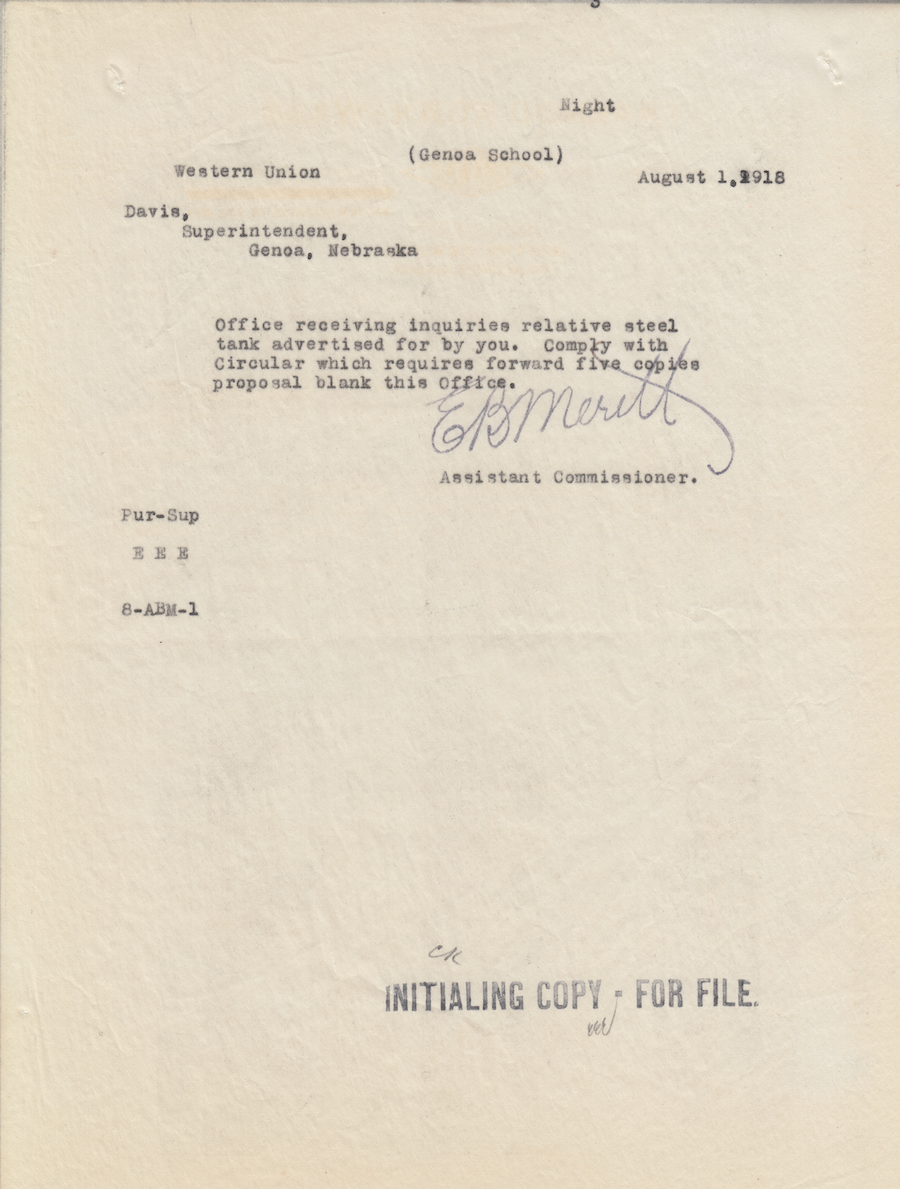 3
Night
(Genoa School)
Western Union
August 1, 1918
Davis,
Superintendent,
Genoa, Nebraska
Office receiving inquiries relative steel
tank advertised for by you. Comply with
Circular which requires forward five copies
proposal blank this Office.
EBMeritt
Assistant Commissioner.
Pur-Sup
E E E
8-ABM-1
CK
INITIALING COPY - FOR FILE.